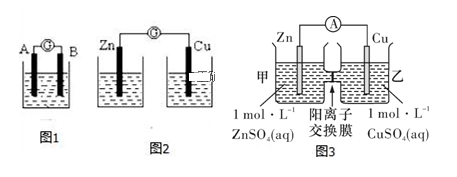 A G B
图1
Zn G Cu
图2
A
Zn Cu
甲 乙
1 mol·L⁻¹ 阳离子 1 mol·L⁻¹
ZnSO₄(aq) 交换膜 CuSO₄(aq)
图3